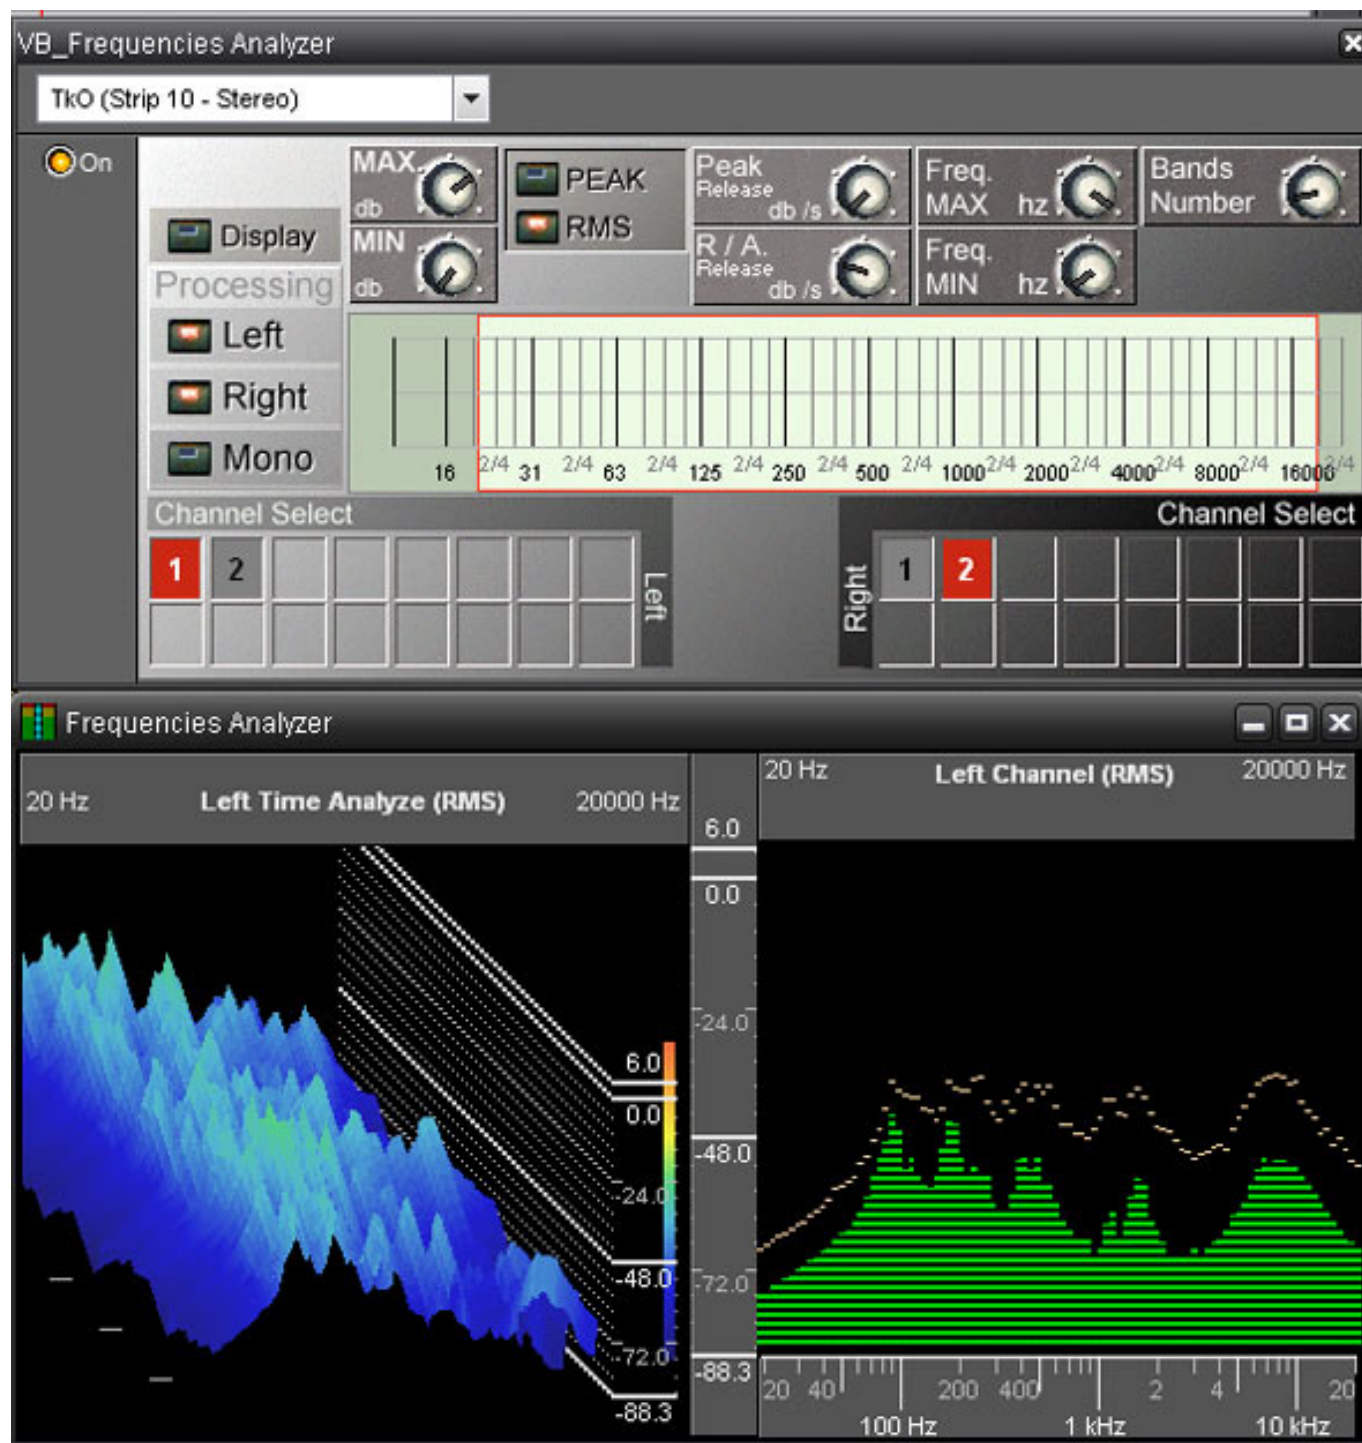 VB_Frequencies Analyzer
TkO (Strip 10 - Stereo)
On
MAX.
db
MIN
db
PEAK
RMS
Peak
Release
db /s
R / A.
Release
db /s
Freq.
MAX hz
Freq.
MIN hz
Bands
Number
Display
Processing
Left
Right
Mono
2/4 2/4 2/4 2/4 2/4 2/4 2/4 2/4 2/4 2/4
16 31 63 125 250 500 1000 2000 4000 8000 16000
Channel Select
1 2
Left
Channel Select
Right
1 2
Frequencies Analyzer
20 Hz Left Time Analyze (RMS) 20000 Hz
6.0
0.0
-24.0
-48.0
-72.0
-88.3
6.0
0.0
-24.0
-48.0
-72.0
-88.3
20 Hz Left Channel (RMS) 20000 Hz
20 40 200 400 2 4 20
100 Hz 1 kHz 10 kHz